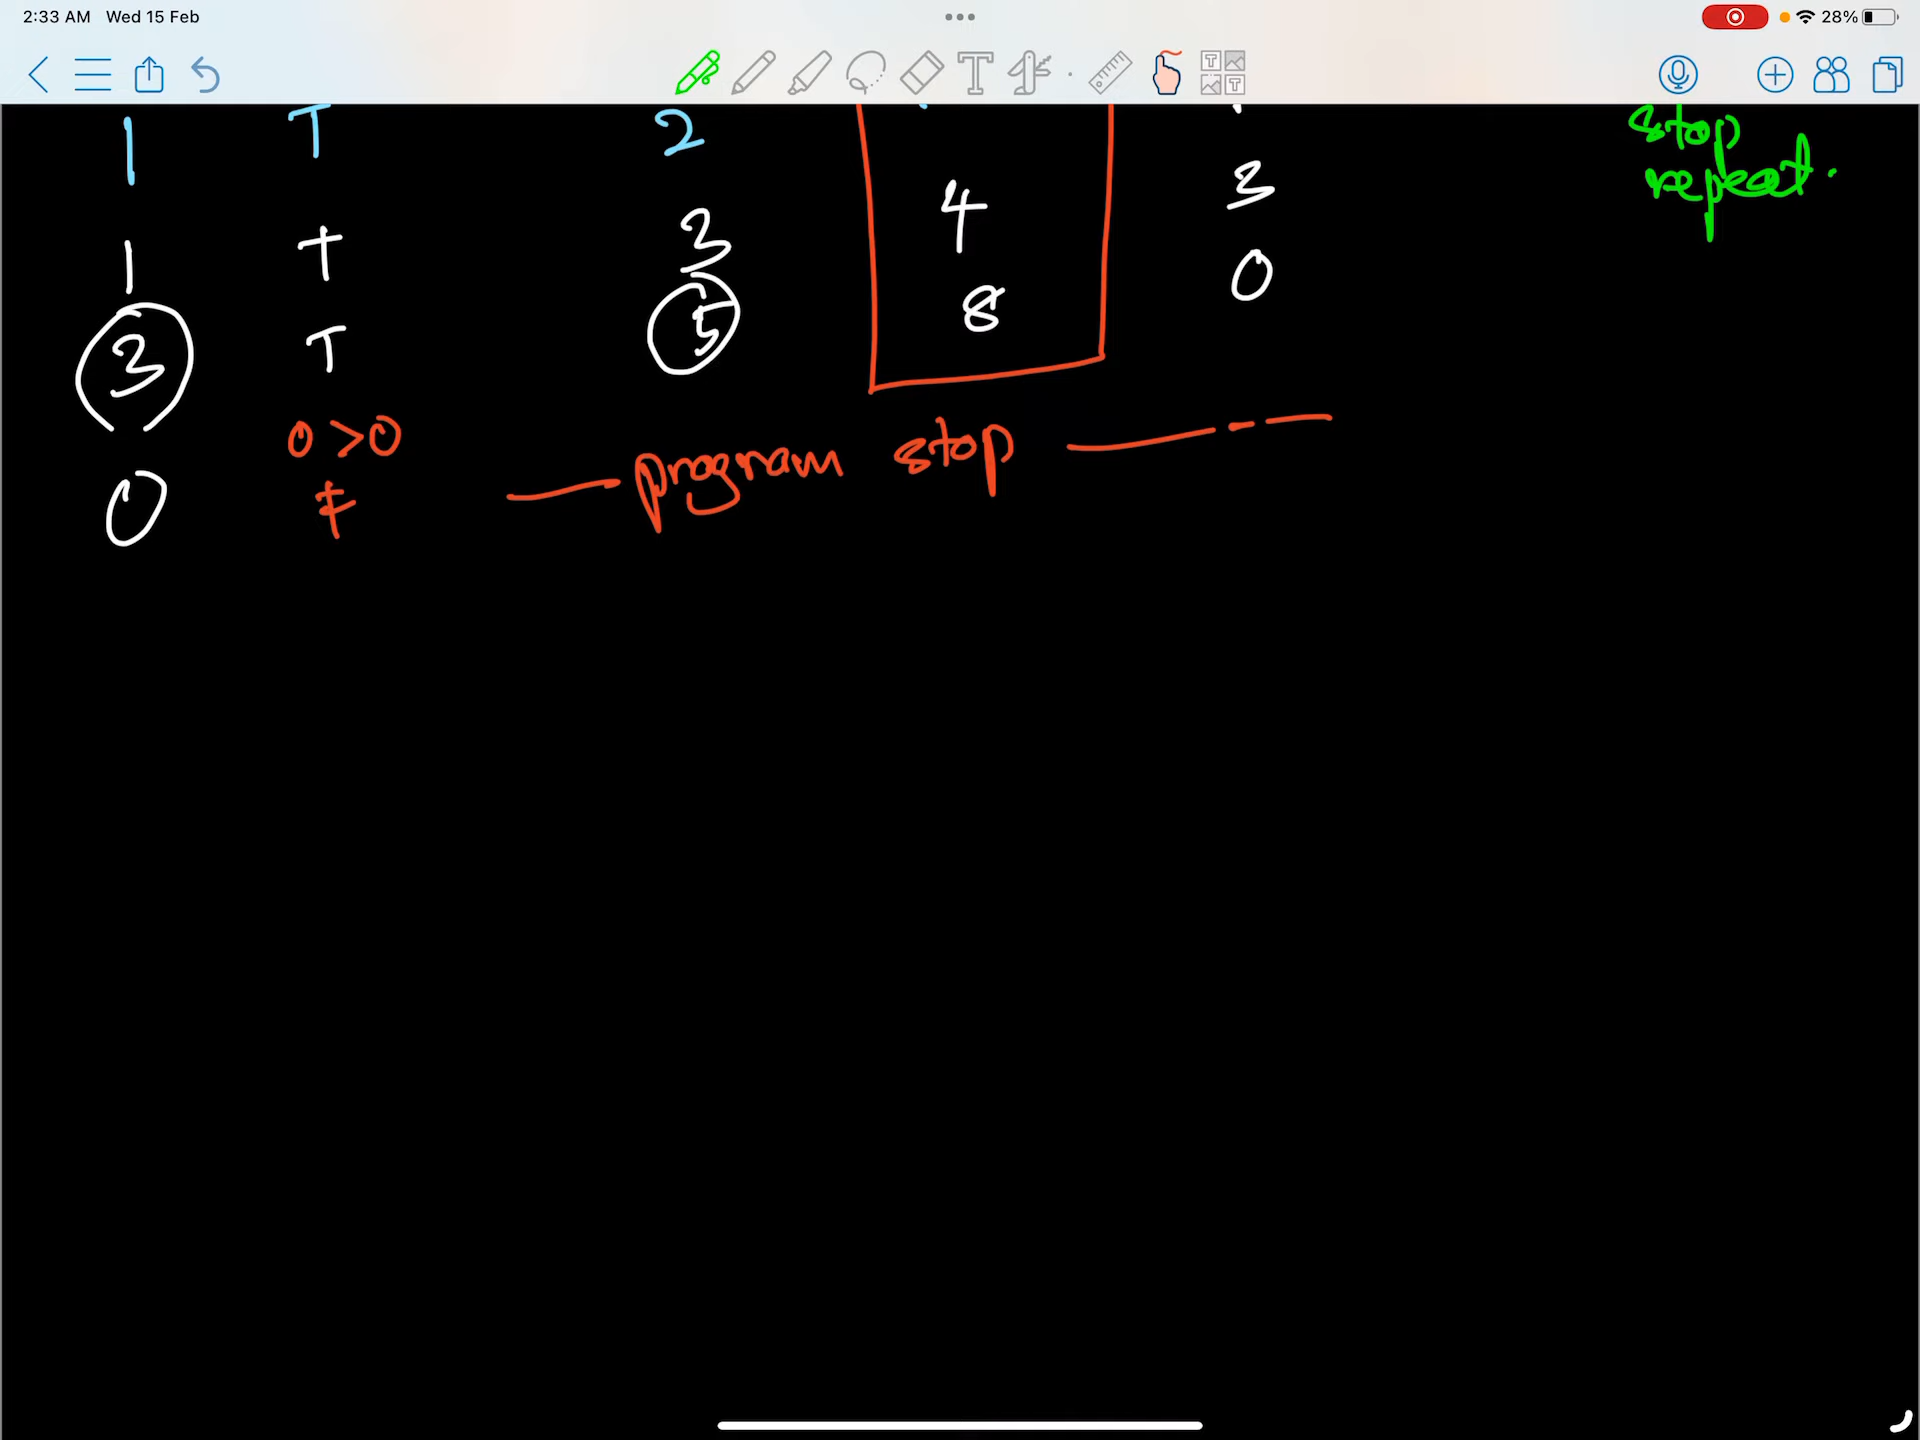 2:33 AM Wed 15 Feb 28%
1 T 2 stop
repeat.
4 3
1 T 3
8 0
3 T 5
0 > 0 program stop
0 F